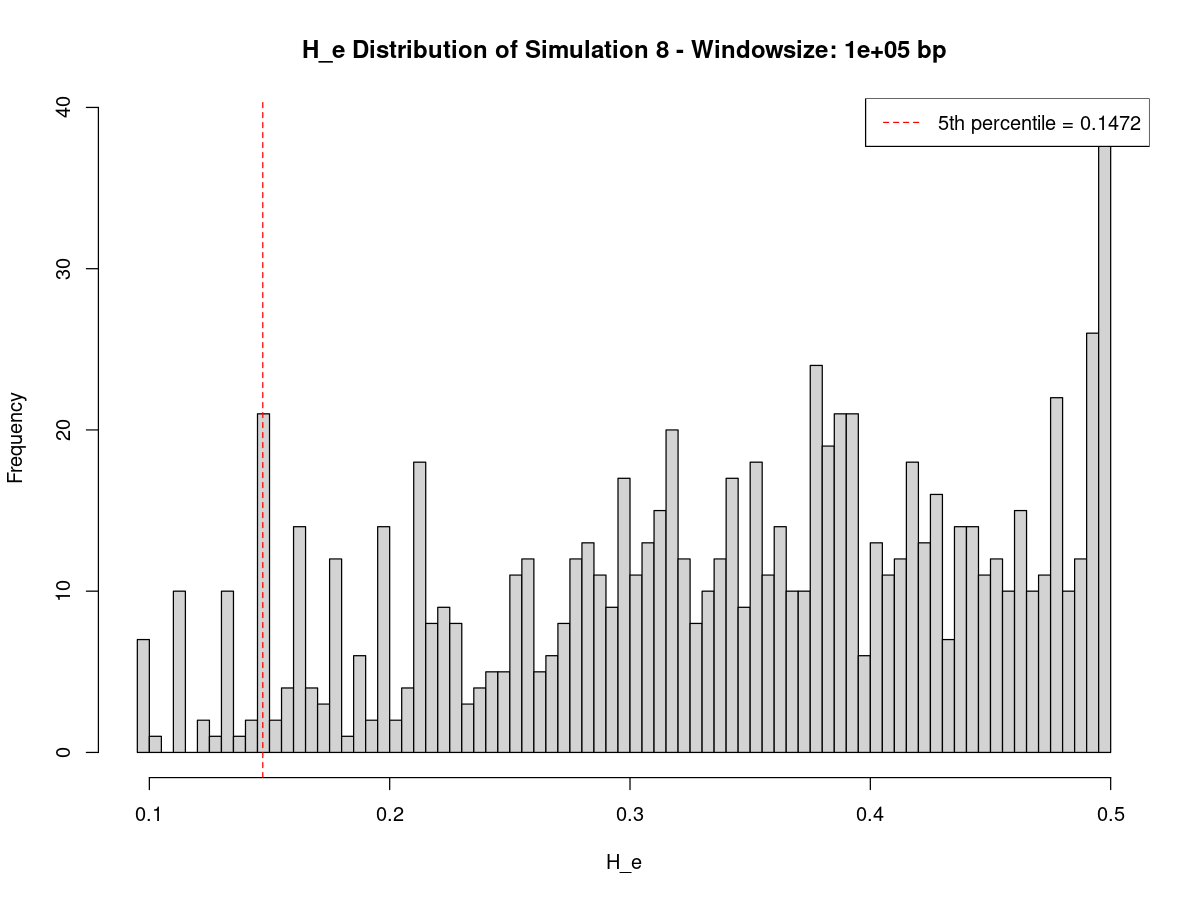 H_e Distribution of Simulation 8 - Windowsize: 1e+05 bp
5th percentile = 0.1472
40
30
20
10
0
Frequency
0.1 0.2 0.3 0.4 0.5
H_e